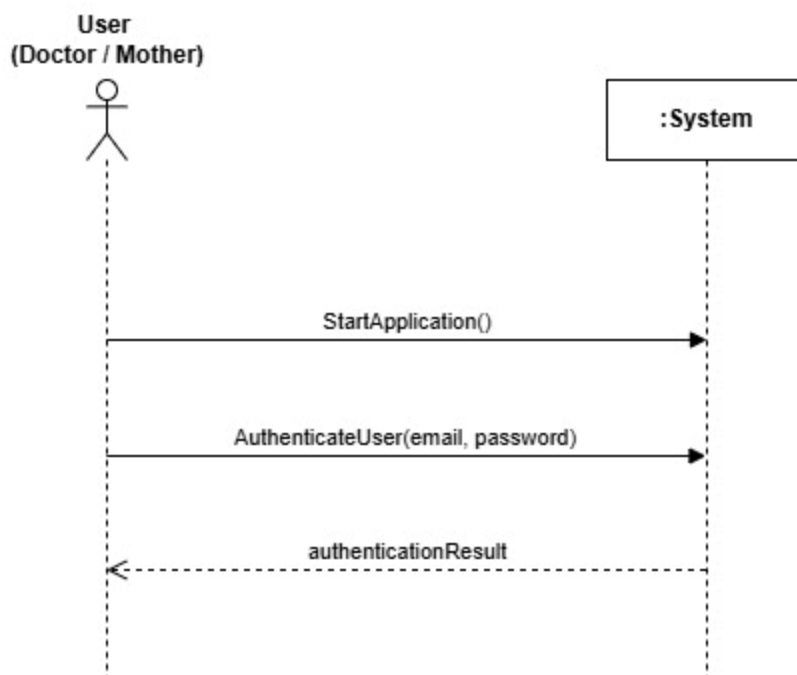 User
(Doctor / Mother)
:System
StartApplication()
AuthenticateUser(email, password)
authenticationResult